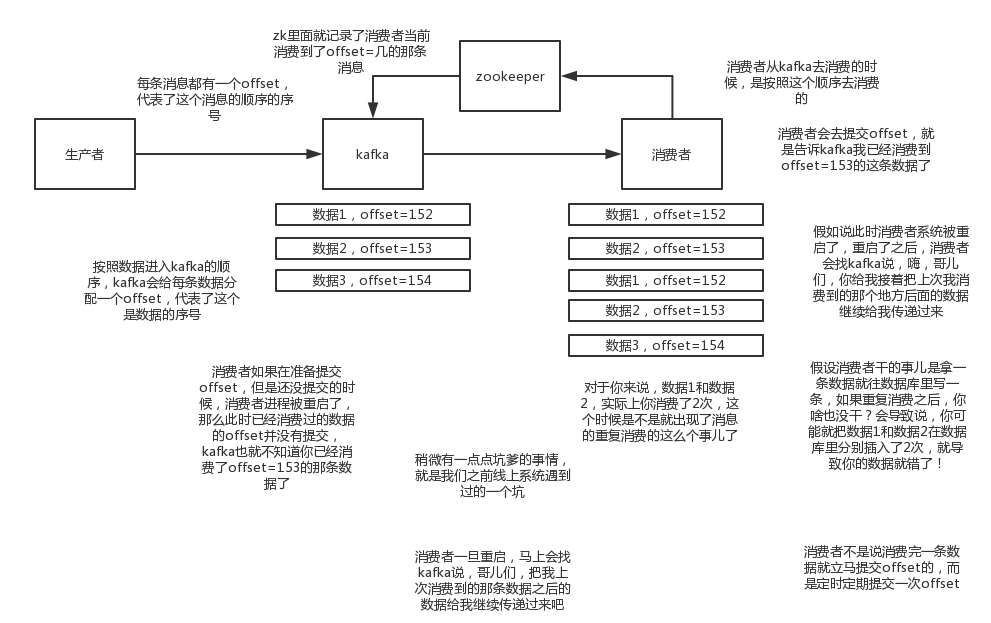 zk里面就记录了消费者当前
消费到了offset=几的那条
消息
zookeeper
消费者从kafka去消费的时
候，是按照这个顺序去消费
的
每条消息都有一个offset，
代表了这个消息的顺序的序
号
生产者
kafka
消费者
消费者会去提交offset，就
是告诉kafka我已经消费到
offset=153的这条数据了
数据1，offset=152
数据2，offset=153
数据3，offset=154
数据1，offset=152
数据2，offset=153
数据1，offset=152
数据2，offset=153
数据3，offset=154
假如说此时消费者系统被重
启了，重启了之后，消费者
会找kafka说，嗨，哥儿
们，你给我接着把上次我消
费到的那个地方后面的数据
继续给我传递过来
按照数据进入kafka的顺
序，kafka会给每条数据分
配一个offset，代表了这个
是数据的序号
消费者如果在准备提交
offset，但是还没提交的时
候，消费者进程被重启了，
那么此时已经消费过的数据
的offset并没有提交，
kafka也就不知道你已经消
费了offset=153的那条数
据了
对于你来说，数据1和数据
2，实际上你消费了2次，这
个时候是不是就出现了消息
的重复消费的这么个事儿了
假设消费者干的事儿是拿一
条数据就往数据库里写一
条，如果重复消费之后，你
啥也没干？会导致说，你可
能就把数据1和数据2在数据
库里分别插入了2次，就导
致你的数据就错了！
稍微有一点点坑爹的事情，
就是我们之前线上系统遇到
过的一个坑
消费者一旦重启，马上会找
kafka说，哥儿们，把我上
次消费到的那条数据之后的
数据给我继续传递过来吧
消费者不是说消费完一条数
据就立马提交offset的，而
是定时定期提交一次offset